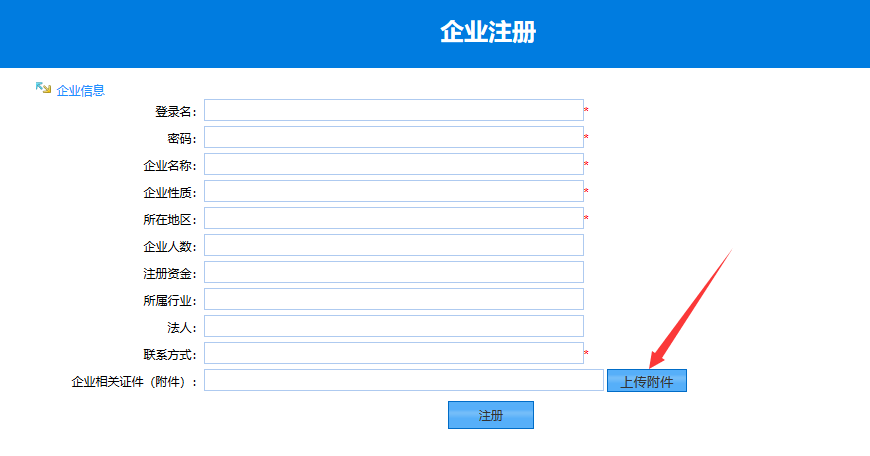 企业注册
企业信息
登录名： *
密码： *
企业名称： *
企业性质： *
所在地区： *
企业人数：
注册资金：
所属行业：
法人：
联系方式： *
企业相关证件（附件）： 上传附件
注册